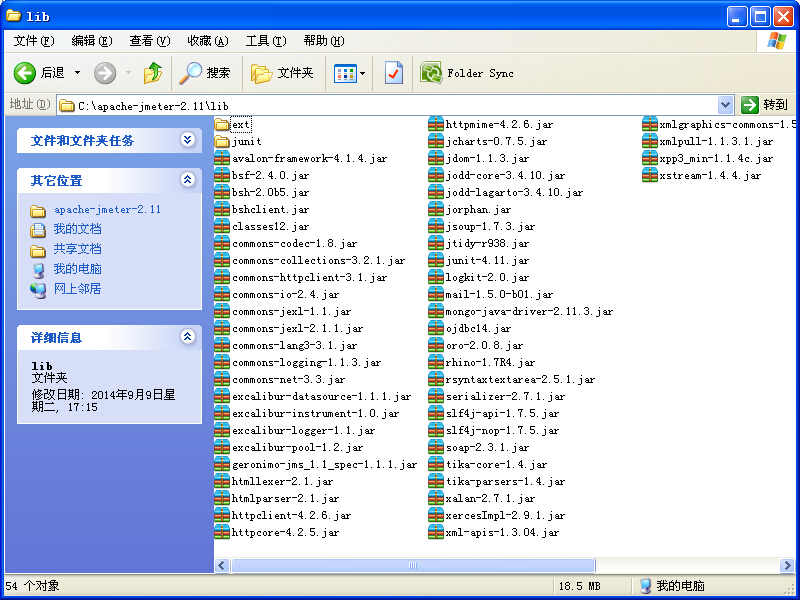 lib
文件(F) 编辑(E) 查看(V) 收藏(A) 工具(T) 帮助(H)
后退 搜索 文件夹 Folder Sync
地址(D) C:\apache-jmeter-2.11\lib 转到
文件和文件夹任务
其它位置
apache-jmeter-2.11
我的文档
共享文档
我的电脑
网上邻居
详细信息
lib
文件夹
修改日期: 2014年9月9日星
期二, 17:15
ext
junit
avalon-framework-4.1.4.jar
bsf-2.4.0.jar
bsh-2.0b5.jar
bshclient.jar
classes12.jar
commons-codec-1.8.jar
commons-collections-3.2.1.jar
commons-httpclient-3.1.jar
commons-io-2.4.jar
commons-jexl-1.1.jar
commons-jexl-2.1.1.jar
commons-lang3-3.1.jar
commons-logging-1.1.3.jar
commons-net-3.3.jar
excalibur-datasource-1.1.1.jar
excalibur-instrument-1.0.jar
excalibur-logger-1.1.jar
excalibur-pool-1.2.jar
geronimo-jms_1.1_spec-1.1.1.jar
htmllexer-2.1.jar
htmlparser-2.1.jar
httpclient-4.2.6.jar
httpcore-4.2.5.jar
httpmime-4.2.6.jar
jcharts-0.7.5.jar
jdom-1.1.3.jar
jodd-core-3.4.10.jar
jodd-lagarto-3.4.10.jar
jorphan.jar
jsoup-1.7.3.jar
jtidy-r938.jar
junit-4.11.jar
logkit-2.0.jar
mail-1.5.0-b01.jar
mongo-java-driver-2.11.3.jar
ojdbc14.jar
oro-2.0.8.jar
rhino-1.7R4.jar
rsyntaxtextarea-2.5.1.jar
serializer-2.7.1.jar
slf4j-api-1.7.5.jar
slf4j-nop-1.7.5.jar
soap-2.3.1.jar
tika-core-1.4.jar
tika-parsers-1.4.jar
xalan-2.7.1.jar
xercesImpl-2.9.1.jar
xml-apis-1.3.04.jar
xmlgraphics-commons-1.5
xmlpull-1.1.3.1.jar
xpp3_min-1.1.4c.jar
xstream-1.4.4.jar
54 个对象 18.5 MB 我的电脑